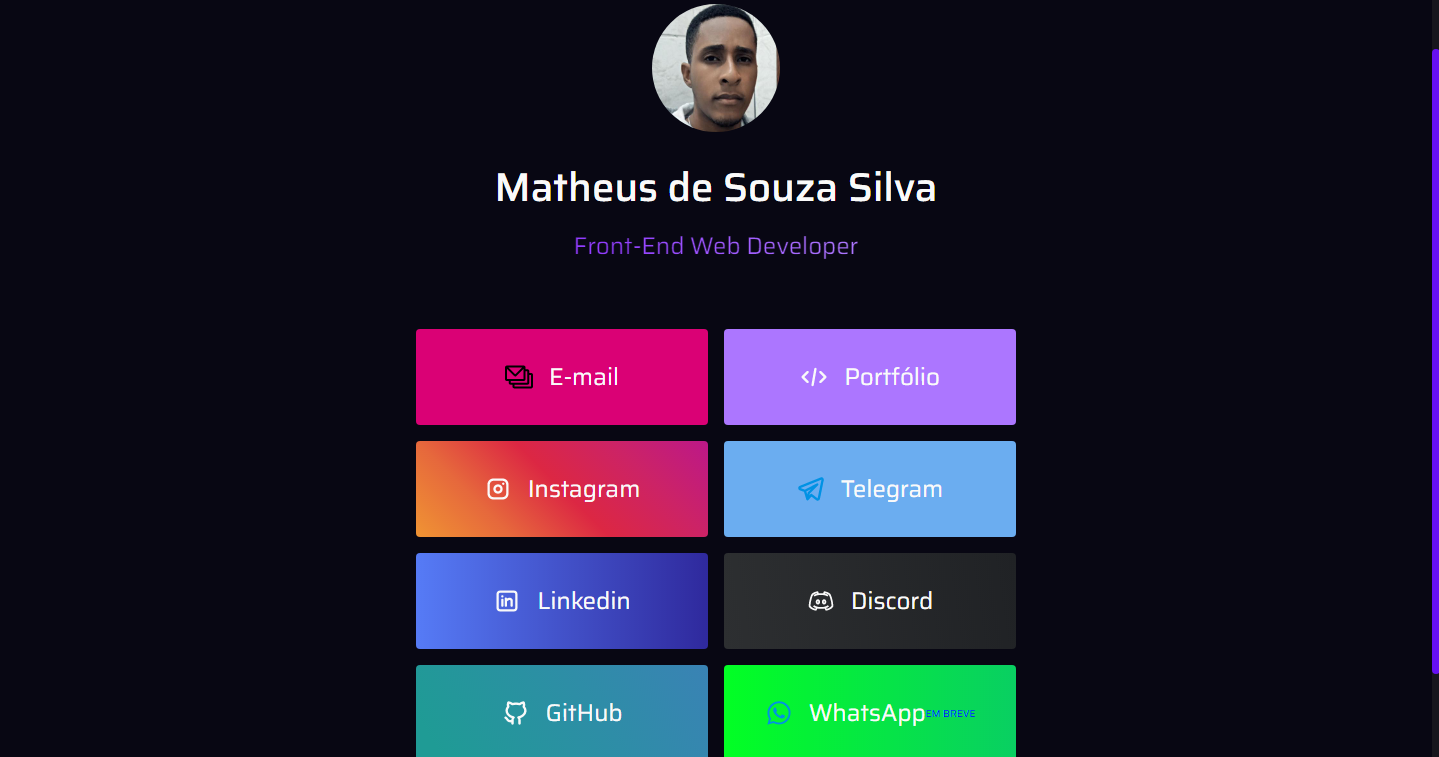 Matheus de Souza Silva
Front-End Web Developer
E-mail
Portfólio
Instagram
Telegram
Linkedin
Discord
GitHub
WhatsApp EM BREVE